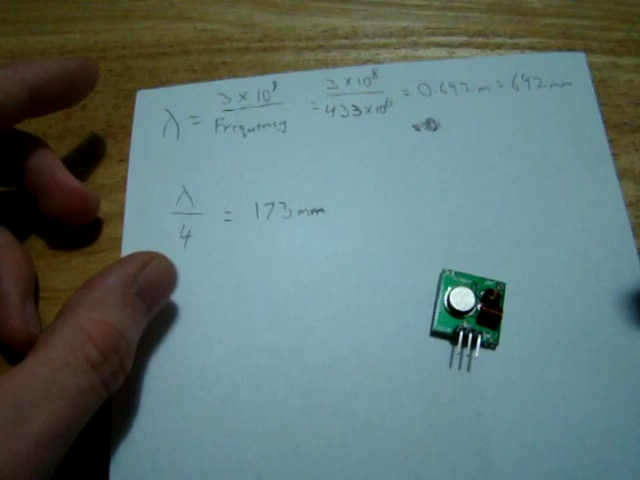 λ = 3 × 10⁸ / Frequency = 3 × 10⁸ / 433 × 10⁶ = 0.692 m = 692 mm
λ / 4 = 173 mm